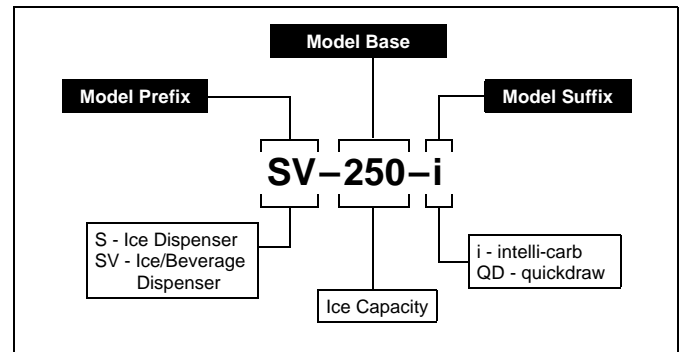 Model Base
Model Prefix
Model Suffix
SV–250–i
S - Ice Dispenser
SV - Ice/Beverage
Dispenser
i - intelli-carb
QD - quickdraw
Ice Capacity